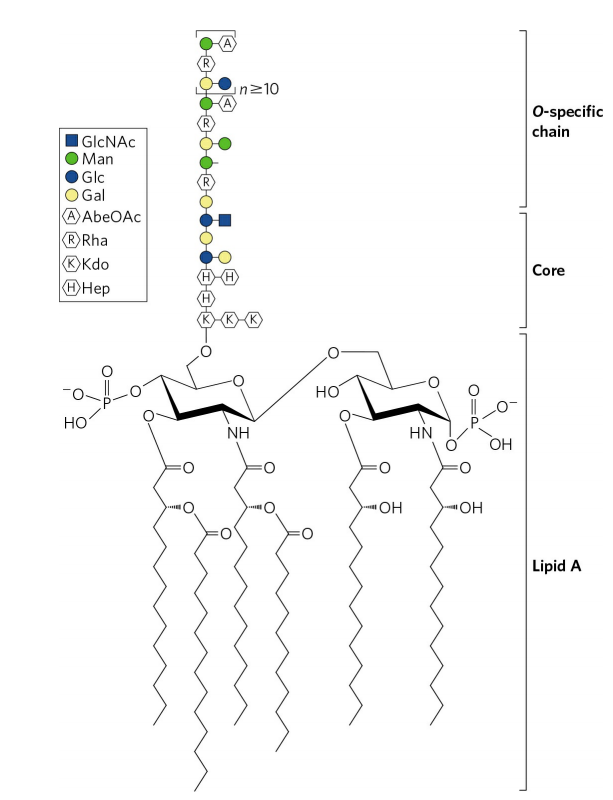 A
R
n ≥ 10
A
R
R
H H
H
K K K
O-specific
chain
Core
Lipid A
GlcNAc
Man
Glc
Gal
A AbeOAc
R Rha
K Kdo
H Hep
O
O
O
−O P O
HO
O
O
NH
HO
O
O
HN
O
O
P O−
OH
O
O
O
O
O
O
O
O
OH
OH